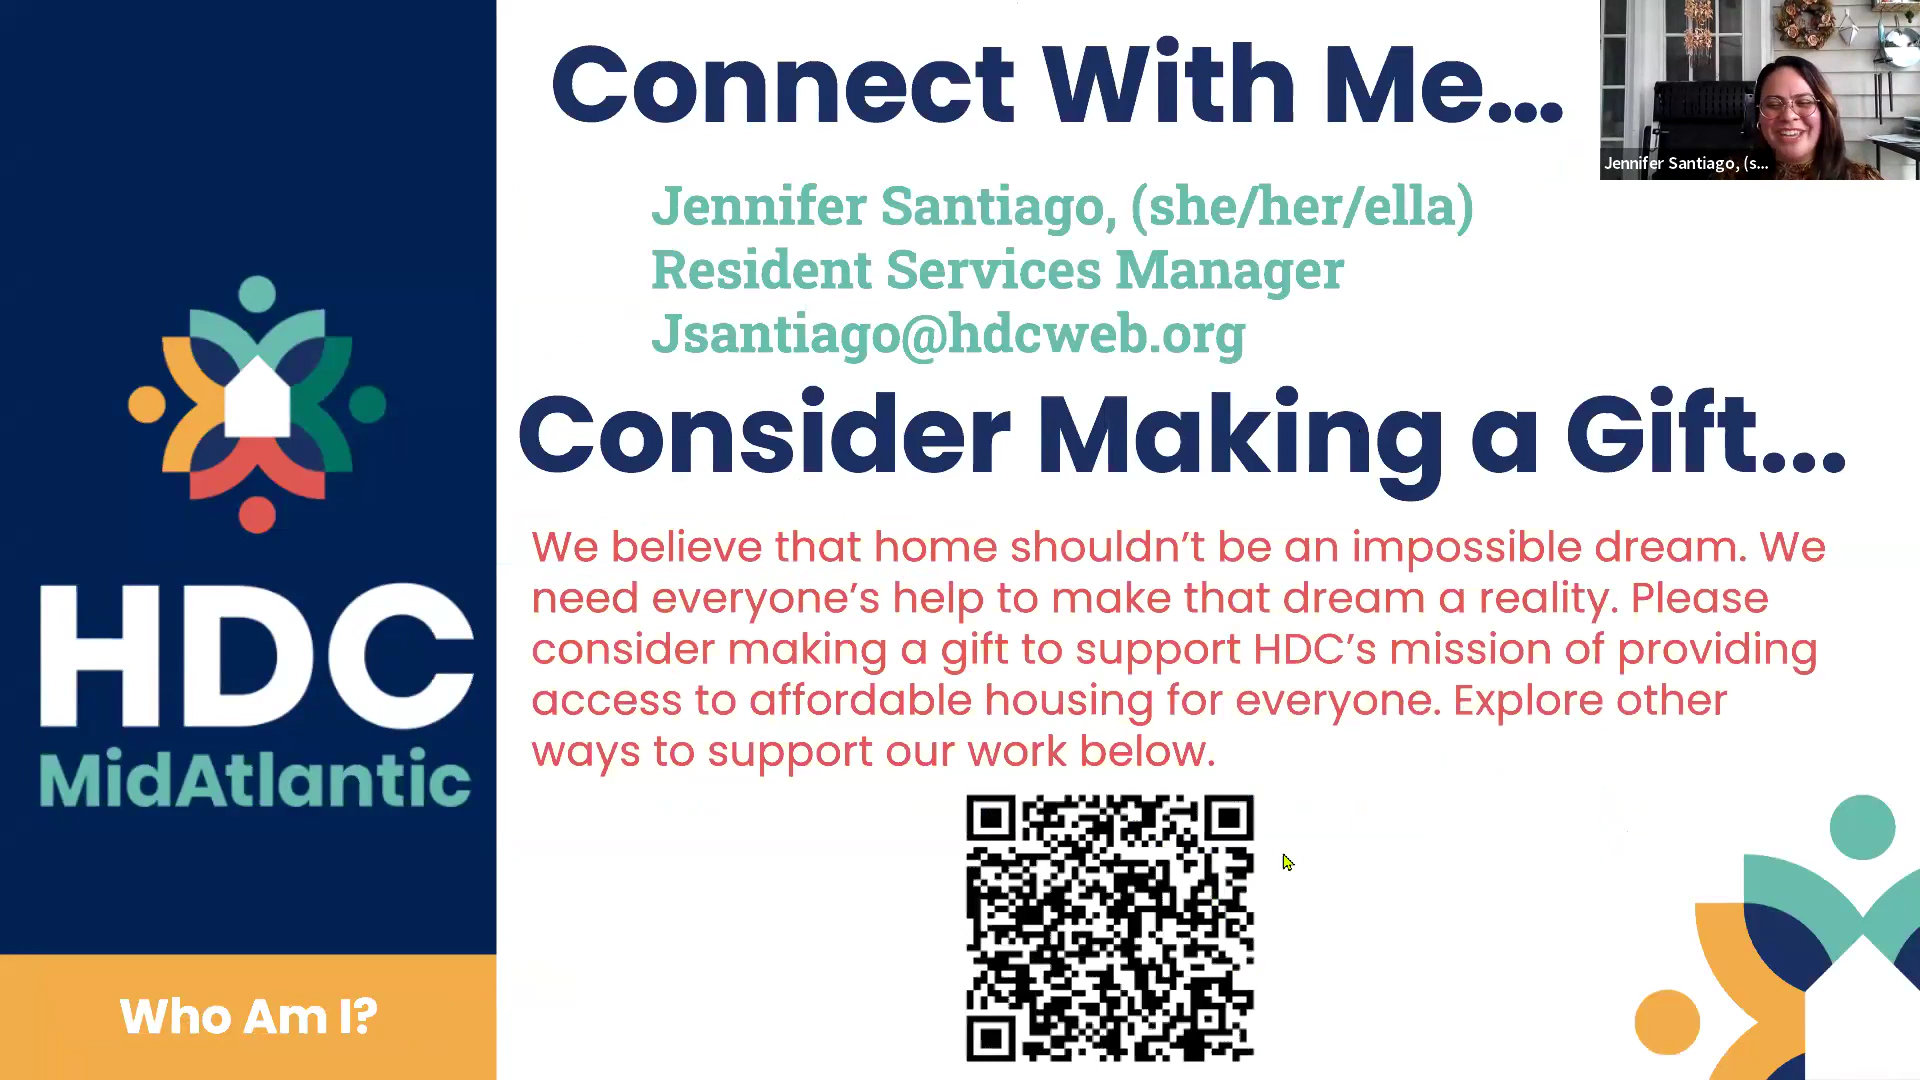 Connect With Me...
Jennifer Santiago, (s...
Jennifer Santiago, (she/her/ella)
Resident Services Manager
Jsantiago@hdcweb.org
Consider Making a Gift...
We believe that home shouldn’t be an impossible dream. We
need everyone’s help to make that dream a reality. Please
consider making a gift to support HDC’s mission of providing
access to affordable housing for everyone. Explore other
ways to support our work below.
HDC
MidAtlantic
Who Am I?